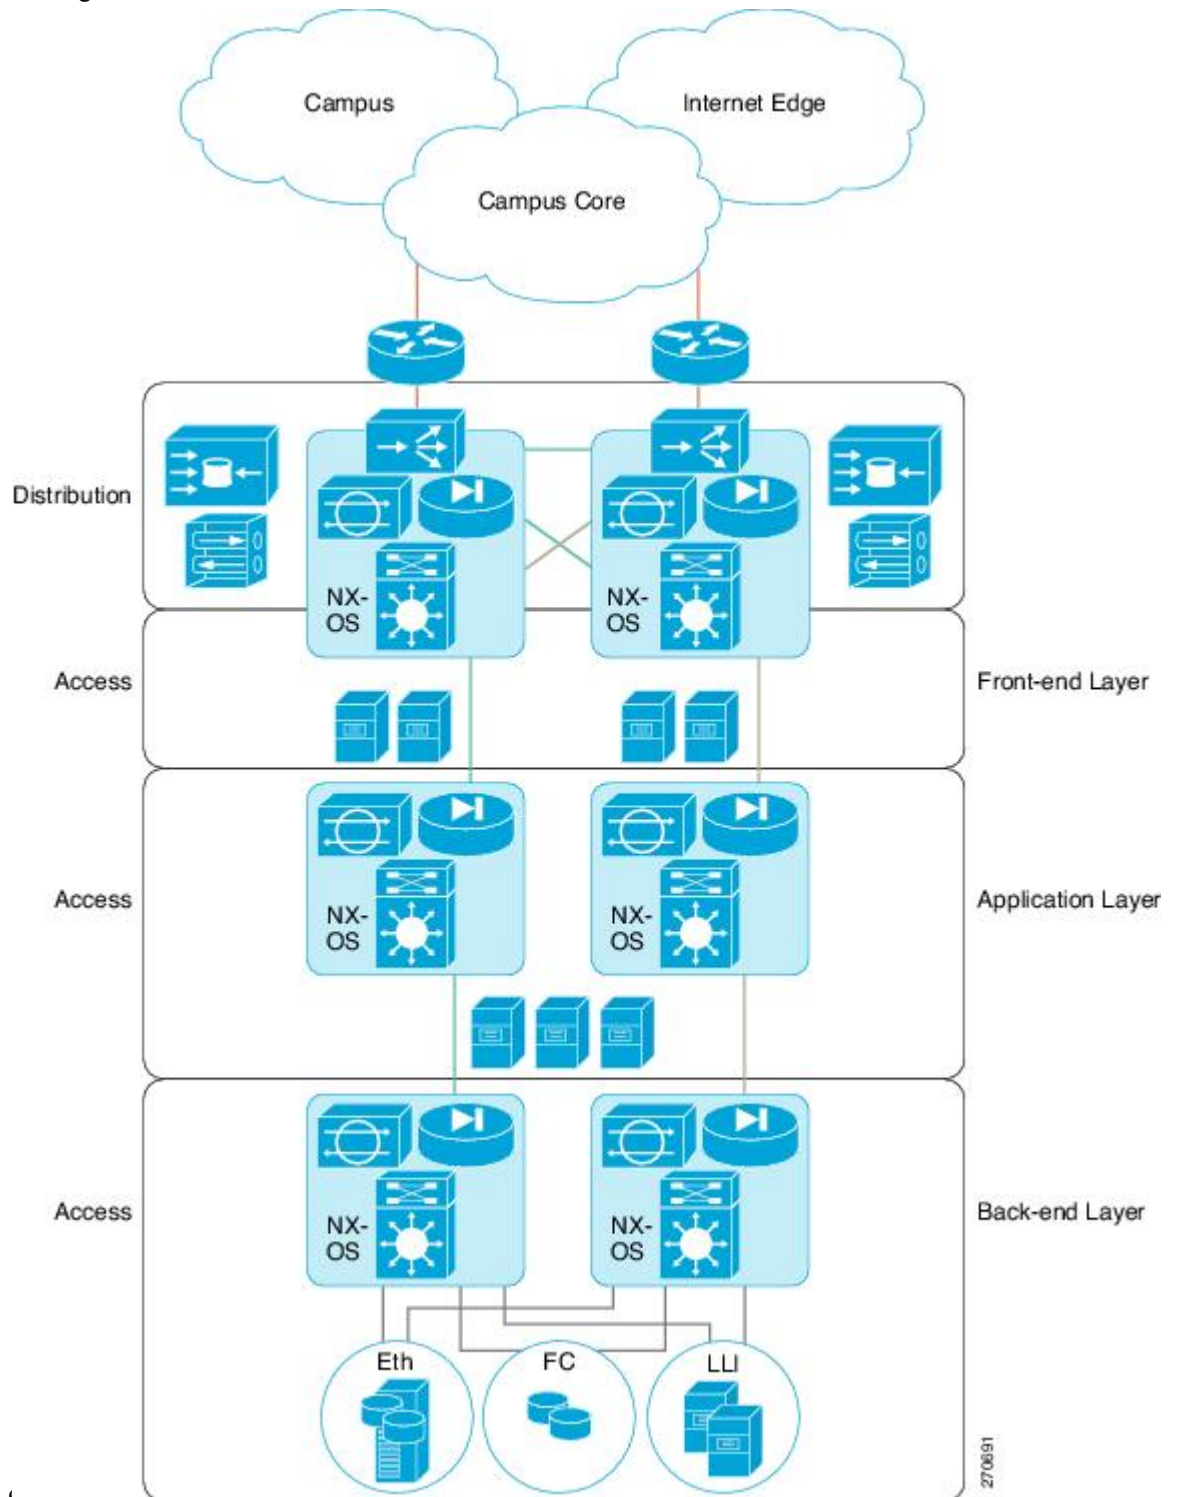 Campus
Internet Edge
Campus Core
Distribution
NX-
OS
NX-
OS
Access
Front-end Layer
NX-
OS
NX-
OS
Access
Application Layer
NX-
OS
NX-
OS
Access
Back-end Layer
Eth
FC
LLI
270691